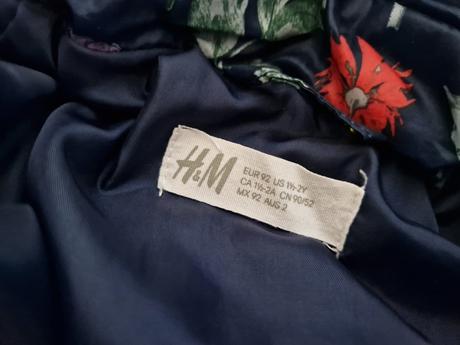 H&M
EUR 92 US 1½-2Y
CA 1½-2A CN 90/52
MX 92 AUS 2